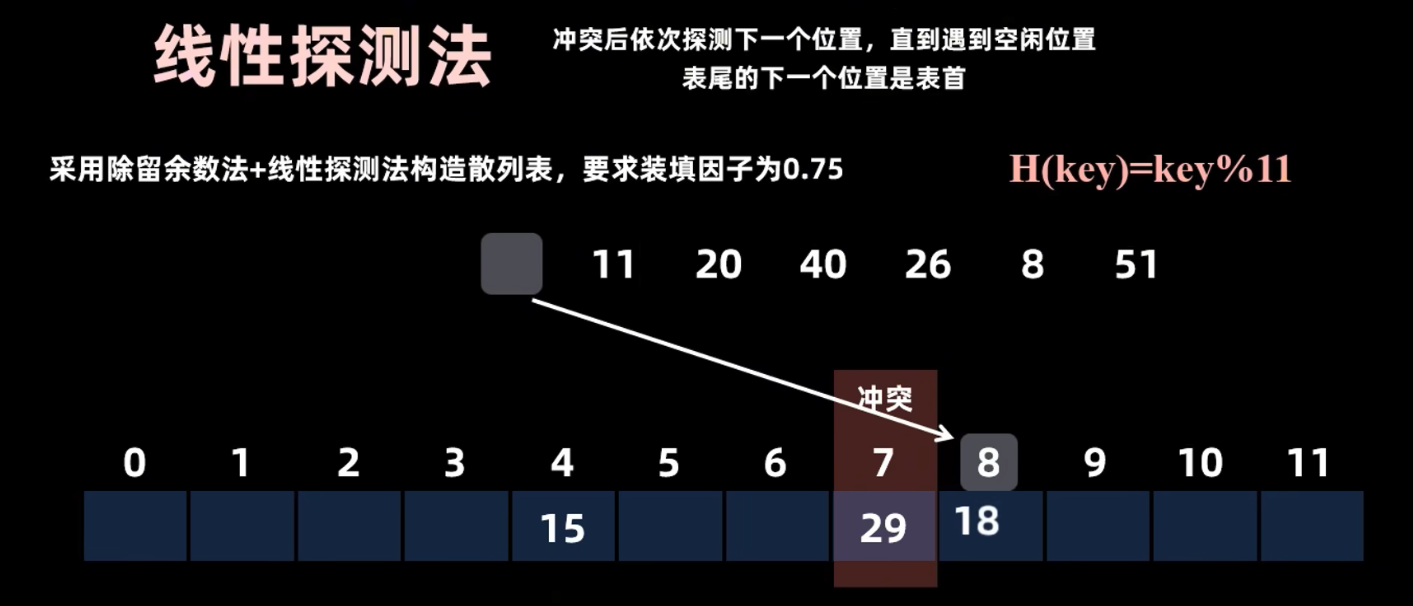 线性探测法
冲突后依次探测下一个位置，直到遇到空闲位置
表尾的下一个位置是表首
采用除留余数法+线性探测法构造散列表，要求装填因子为0.75
H(key)=key%11
11 20 40 26 8 51
冲突
0 1 2 3 4 5 6 7 8 9 10 11
15 29 18